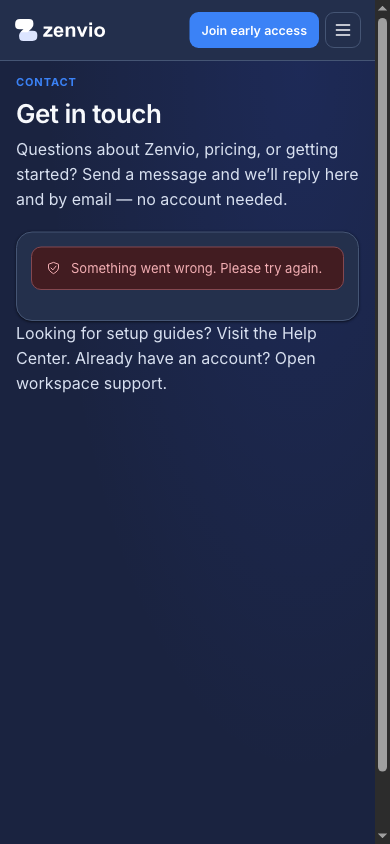 zenvio
Join early access
CONTACT
Get in touch
Questions about Zenvio, pricing, or getting
started? Send a message and we’ll reply here
and by email — no account needed.
Something went wrong. Please try again.
Looking for setup guides? Visit the Help
Center. Already have an account? Open
workspace support.